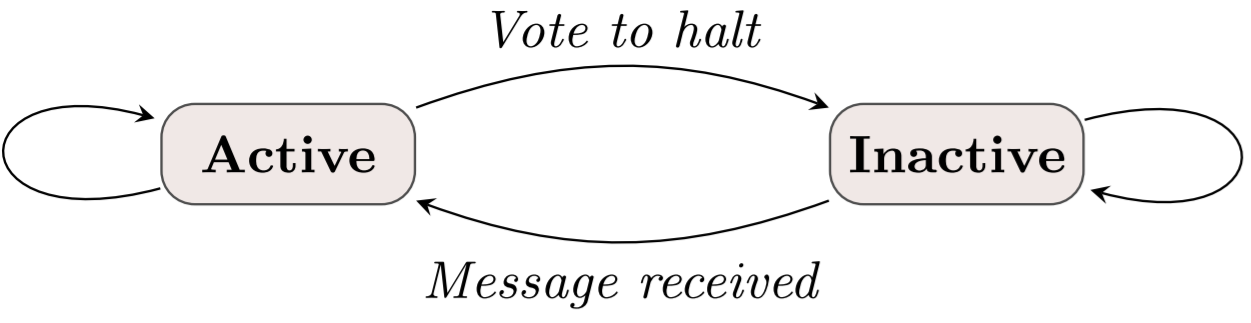 Vote to halt
Active
Inactive
Message received